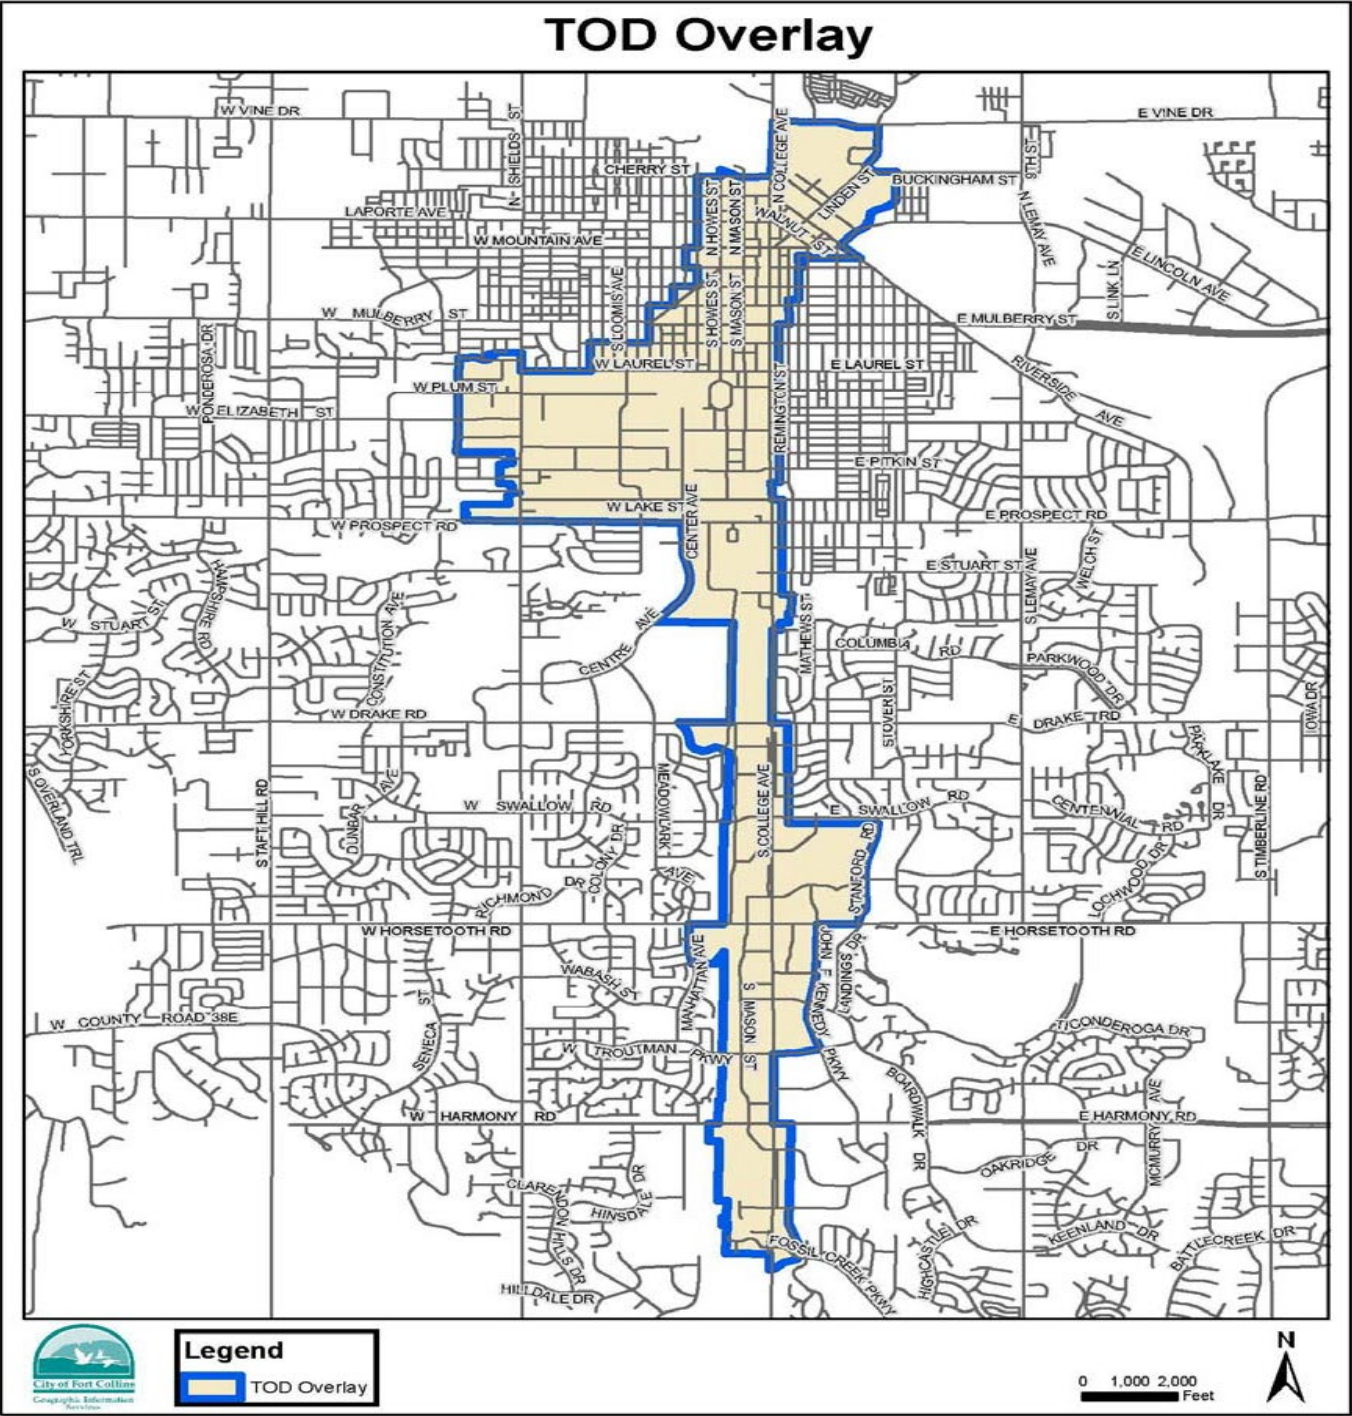 TOD Overlay
W VINE DR
N SHIELDS ST
N COLLEGE AVE
E VINE DR
CHERRY ST
9TH ST
BUCKINGHAM ST
LINDEN ST
N HOWES ST
N MASON ST
LAPORTE AVE
WALNUT ST
N LEMAY AVE
W MOUNTAIN AVE
E LINCOLN AVE
S LINK LN
S LOOMIS AVE
S HOWES ST
S MASON ST
W MULBERRY ST
E MULBERRY ST
PONDEROSA DR
W LAUREL ST
E LAUREL ST
RIVERSIDE AVE
W PLUM ST
W ELIZABETH ST
REMINGTON ST
E PITKIN ST
W LAKE ST
CENTER AVE
W PROSPECT RD
E PROSPECT RD
WELCH ST
E STUART ST
S LEMAY AVE
HAMPSHIRE RD
W STUART ST
CONSTITUTION AVE
CENTRE AVE
MATHEWS ST
COLUMBIA RD
PARKWOOD DR
YORKSHIRE ST
STOVER ST
IOWA DR
W DRAKE RD
E DRAKE RD
PARKLAKE DR
S OVERLAND TRL
S TAFT HILL RD
DUNBAR AVE
MEADOWLARK AVE
S COLLEGE AVE
W SWALLOW RD
E SWALLOW RD
CENTENNIAL RD
S TIMBERLINE RD
COLONY DR
STANFORD RD
LOCHWOOD DR
RICHMOND DR
W HORSETOOTH RD
E HORSETOOTH RD
MANHATTAN AVE
JOHN F KENNEDY PKWY
LANDINGS DR
WABASH ST
S MASON ST
W COUNTY ROAD 38E
SENECA ST
TICONDEROGA DR
W TROUTMAN PKWY
BOARDWALK DR
MCMURRY AVE
W HARMONY RD
E HARMONY RD
OAKRIDGE DR
CLARENDON HILLS DR
HINSDALE DR
HIGHCASTLE DR
KEENLAND DR
BATTLECREEK DR
FOSSIL CREEK PKWY
HILLDALE DR
City of Fort Collins
Geographic Information
Services
Legend
TOD Overlay
N
0 1,000 2,000
Feet